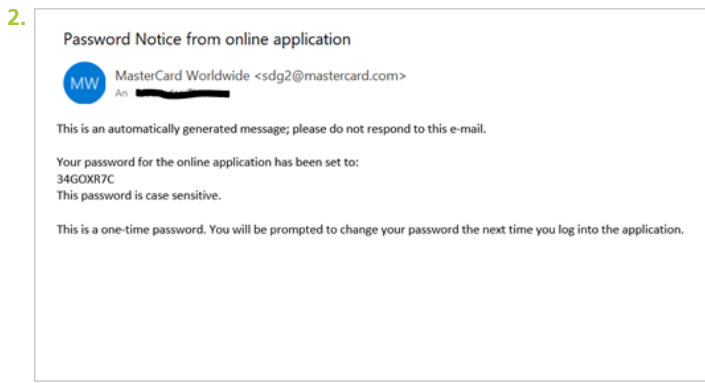 2.
Password Notice from online application
MW
MasterCard Worldwide <sdg2@mastercard.com>
An
This is an automatically generated message; please do not respond to this e-mail.
Your password for the online application has been set to:
34GOXR7C
This password is case sensitive.
This is a one-time password. You will be prompted to change your password the next time you log into the application.